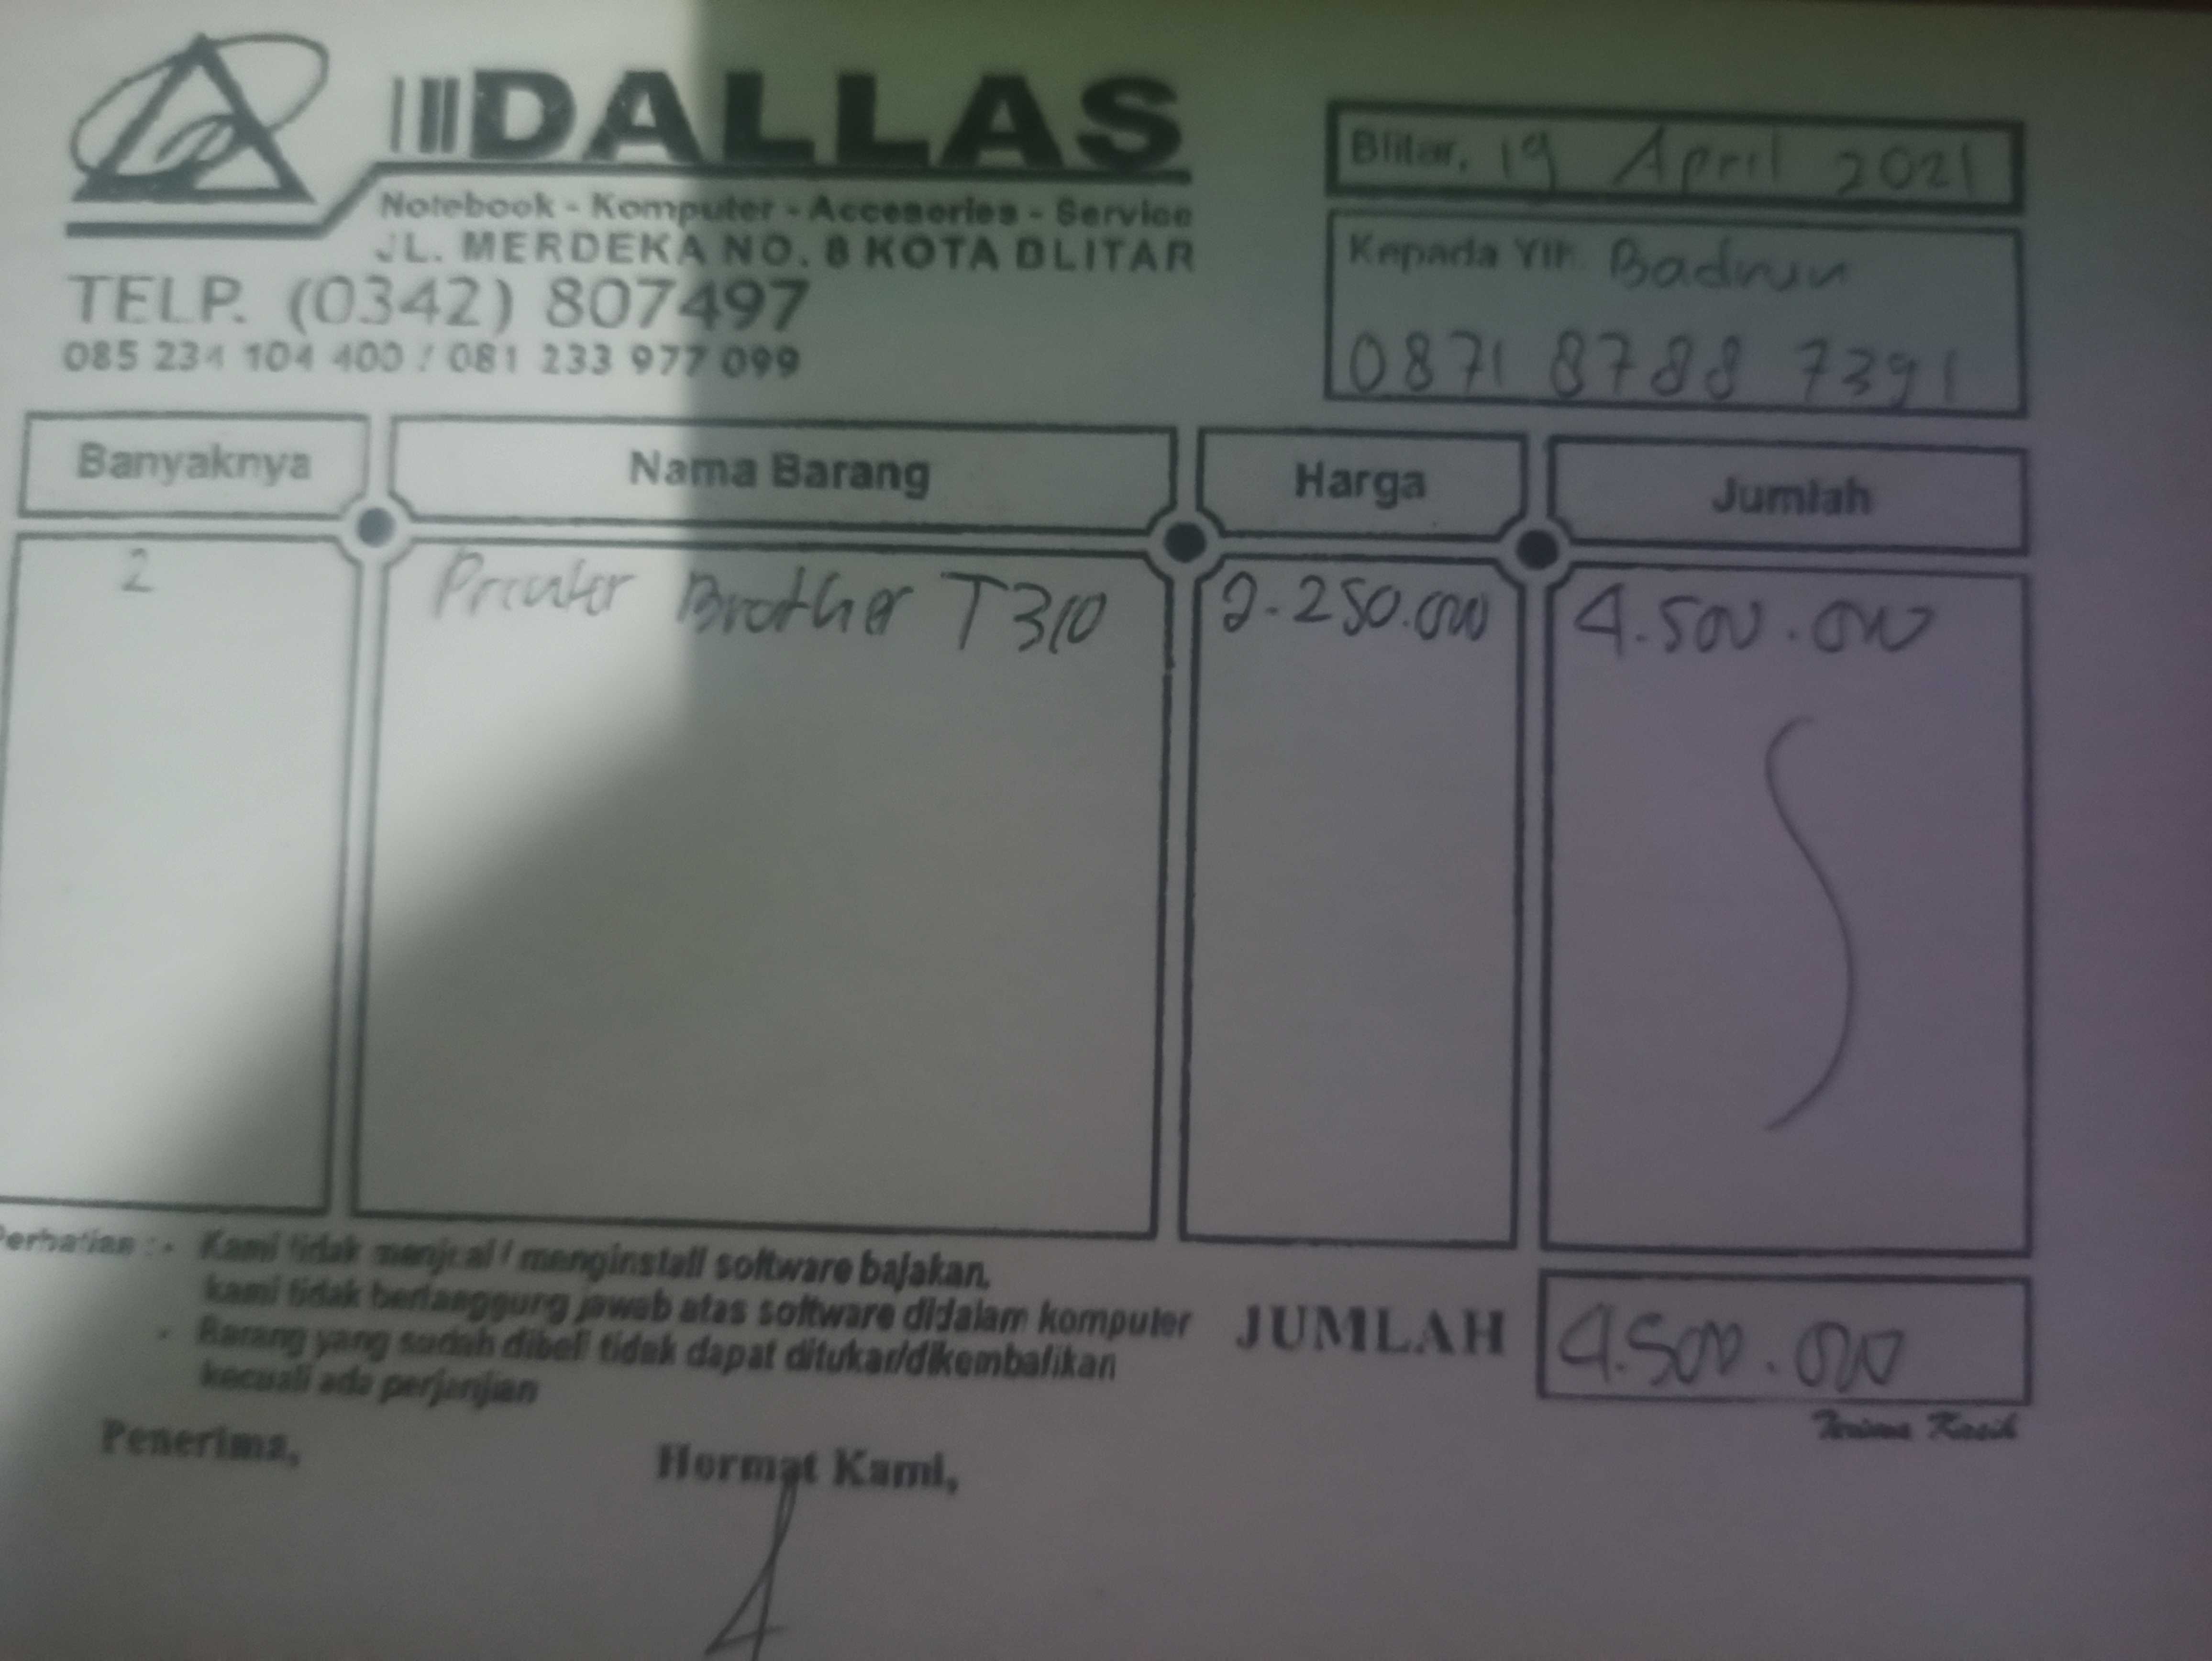 DALLAS
Notebook - Komputer - Accesories - Service
JL. MERDEKA NO. 8 KOTA BLITAR
TELP. (0342) 807497
085 234 104 400 / 081 233 977 099
Blitar, 19 April 2021
Kepada Yth. Badrun
0871 8788 7391
Banyaknya Nama Barang Harga Jumlah
2 Printer Brother T310 2.250.000 4.500.000
Perhatian : - Kami tidak menjual / menginstall software bajakan.
kami tidak bertanggung jawab atas software didalam komputer
- Barang yang sudah dibeli tidak dapat ditukar/dikembalikan
kecuali ada perjanjian
JUMLAH 4.500.000
Terima Kasih
Penerima,
Hormat Kami,